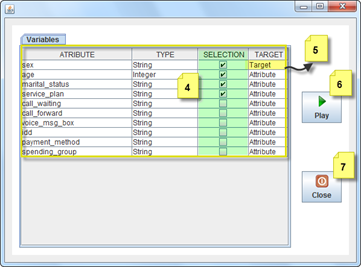 Variables
ATRIBUTE TYPE SELECTION TARGET
sex String Target
age Integer Attribute
marital_status String Attribute
service_plan String Attribute
call_waiting String Attribute
call_forward String Attribute
voice_msg_box String Attribute
idd String Attribute
payment_method String Attribute
spending_group String Attribute
4
5
6
Play
7
Close